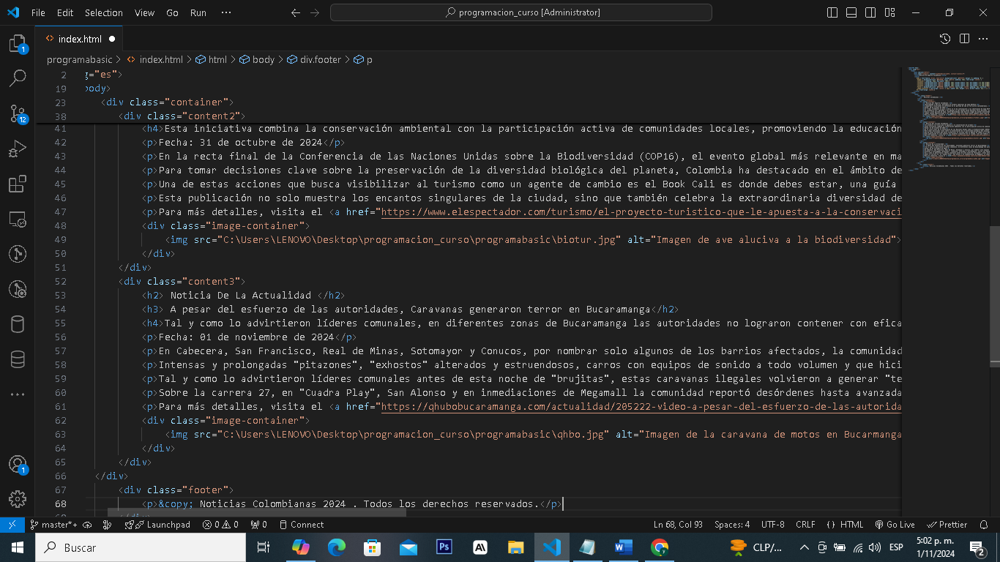 File Edit Selection View Go Run ··· programacion_curso [Administrator]
index.html
programabasic > index.html > html > body > div.footer > p
2 g="es">
19 body>
23 <div class="container">
38 <div class="content2">
41 <h4>Esta iniciativa combina la conservación ambiental con la participación activa de comunidades locales, promoviendo la educación
42 <p>Fecha: 31 de octubre de 2024</p>
43 <p>En la recta final de la Conferencia de las Naciones Unidas sobre la Biodiversidad (COP16), el evento global más relevante en ma
44 <p>Para tomar decisiones clave sobre la preservación de la diversidad biológica del planeta, Colombia ha destacado en el ámbito de
45 <p>Una de estas acciones que busca visibilizar al turismo como un agente de cambio es el Book Cali es donde debes estar, una guía
46 <p>Esta publicación no solo muestra los encantos singulares de la ciudad, sino que también celebra la extraordinaria diversidad de
47 <p>Para más detalles, visita el <a href="https://www.elespectador.com/turismo/el-proyecto-turistico-que-le-apuesta-a-la-conservaci
48 <div class="image-container">
49 <img src="C:\Users\LENOVO\Desktop\programacion_curso\programabasic\biotur.jpg" alt="Imagen de ave aluciva a la biodiversidad">
50 </div>
51 </div>
52 <div class="content3">
53 <h2> Noticia De La Actualidad </h2>
54 <h3> A pesar del esfuerzo de las autoridades, Caravanas generaron terror en Bucaramanga</h2>
55 <h4>Tal y como lo advirtieron líderes comunales, en diferentes zonas de Bucaramanga las autoridades no lograron contener con efica
56 <p>Fecha: 01 de noviembre de 2024</p>
57 <p>En Cabecera, San Francisco, Real de Minas, Sotomayor y Conucos, por nombrar solo algunos de los barrios afectados, la comunidad
58 <p>Intensas y prolongadas "pitazones", "exhostos" alterados y estruendosos, carros con equipos de sonido a todo volumen y que hici
59 <p>Tal y como lo advirtieron líderes comunales antes de esta noche de "brujitas", estas caravanas ilegales volvieron a generar "te
60 <p>Sobre la carrera 27, en "Cuadra Play", San Alonso y en inmediaciones de Megamall la comunidad reportó desórdenes hasta avanzada
61 <p>Para más detalles, visita el <a href="https://qhubobucaramanga.com/actualidad/205222-video-a-pesar-del-esfuerzo-de-las-autorida
62 <div class="image-container">
63 <img src="C:\Users\LENOVO\Desktop\programacion_curso\programabasic\qhbo.jpg" alt="Imagen de la caravana de motos en Bucarmanga
64 </div>
65 </div>
66 </div>
67 <div class="footer">
68 <p>&copy; Noticias Colombianas 2024 . Todos los derechos reservados.</p>
1
12
1
master*+ Launchpad 0 0 0 Connect Ln 68, Col 93 Spaces: 4 UTF-8 CRLF {} HTML Go Live Prettier
Buscar Ps A\ CLP/... ESP 5:02 p. m.
1/11/2024 2